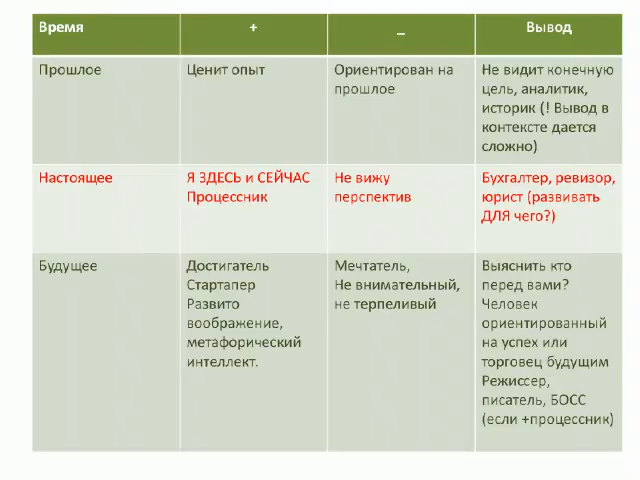 Время + _ Вывод
Прошлое
Ценит опыт
Ориентирован на
прошлое
Не видит конечную
цель, аналитик,
историк (! Вывод в
контексте дается
сложно)
Настоящее
Я ЗДЕСЬ и СЕЙЧАС
Процессник
Не вижу
перспектив
Бухгалтер, ревизор,
юрист (развивать
ДЛЯ чего?)
Будущее
Достигатель
Стартапер
Развито
воображение,
метафорический
интеллект.
Мечтатель,
Не внимательный,
не терпеливый
Выяснить кто
перед вами?
Человек
ориентированный
на успех или
торговец будущим
Режиссер,
писатель, БОСС
(если +процессник)